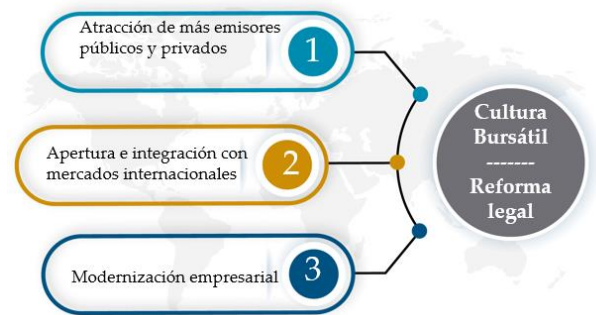 Atracción de más emisores
públicos y privados
1
Apertura e integración con
mercados internacionales
2
Modernización empresarial
3
Cultura
Bursátil
-------
Reforma
legal